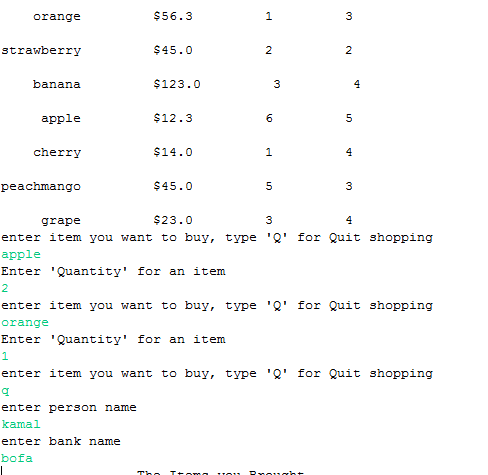 orange $56.3 1 3
strawberry $45.0 2 2
banana $123.0 3 4
apple $12.3 6 5
cherry $14.0 1 4
peachmango $45.0 5 3
grape $23.0 3 4
enter item you want to buy, type 'Q' for Quit shopping
apple
Enter 'Quantity' for an item
2
enter item you want to buy, type 'Q' for Quit shopping
orange
Enter 'Quantity' for an item
1
enter item you want to buy, type 'Q' for Quit shopping
q
enter person name
kamal
enter bank name
bofa
The Items you Brought